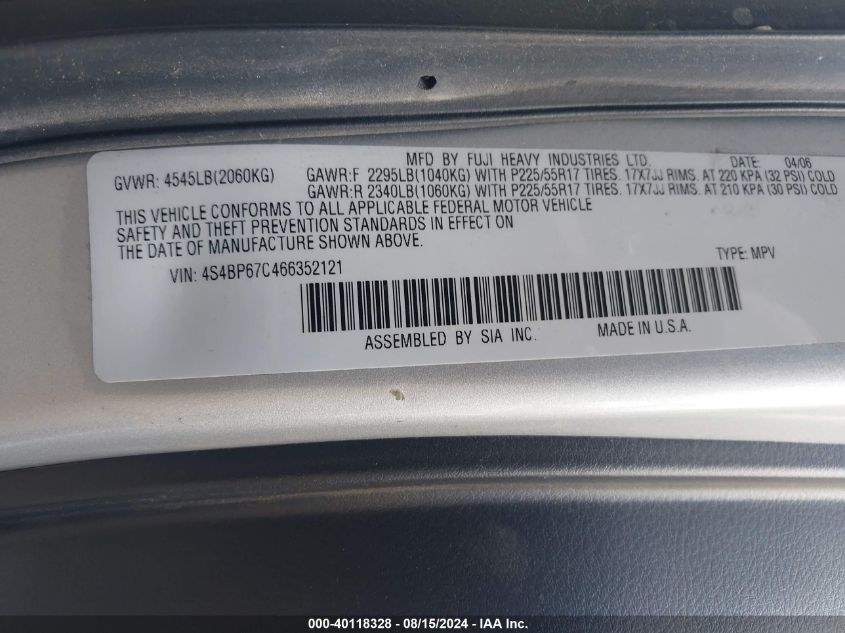 MFD BY FUJI HEAVY INDUSTRIES LTD. DATE: 04/06
GVWR: 4545LB(2060KG) GAWR:F 2295LB(1040KG) WITH P225/55R17 TIRES. 17X7JJ RIMS. AT 220 KPA (32 PSI) COLD
GAWR:R 2340LB(1060KG) WITH P225/55R17 TIRES. 17X7JJ RIMS. AT 210 KPA (30 PSI) COLD
THIS VEHICLE CONFORMS TO ALL APPLICABLE FEDERAL MOTOR VEHICLE
SAFETY AND THEFT PREVENTION STANDARDS IN EFFECT ON
THE DATE OF MANUFACTURE SHOWN ABOVE.
VIN: 4S4BP67C466352121 TYPE: MPV
ASSEMBLED BY SIA INC. MADE IN U.S.A.
000-40118328 - 08/15/2024 - IAA Inc.